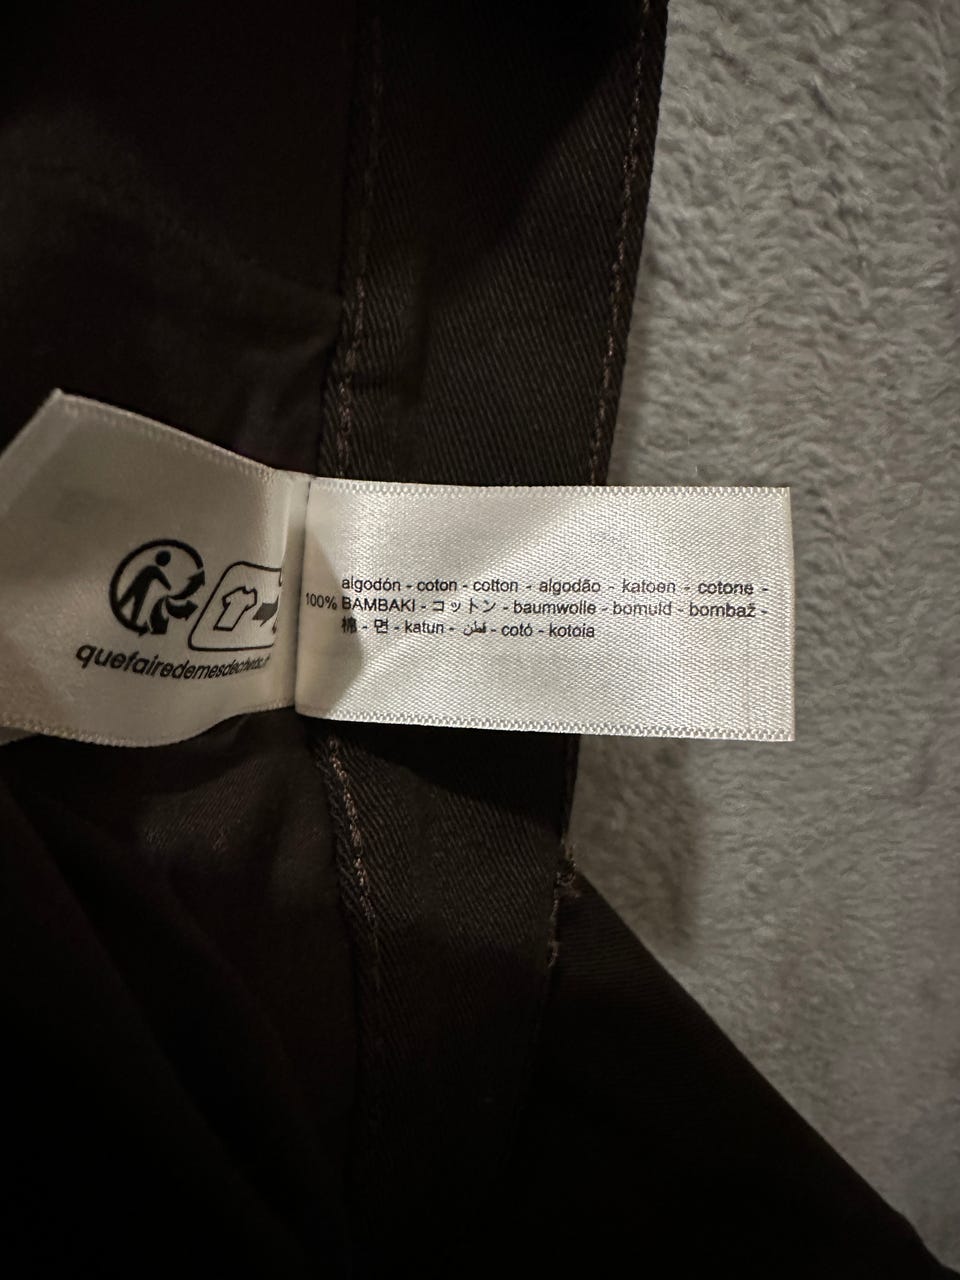 quefairedemesdechets.fr
algodón - coton - cotton - algodão - katoen - cotone -
100% BAMBAKI - コットン - baumwolle - bomuld - bombaž -
棉 - 면 - katun - قطن - cotó - kotoia